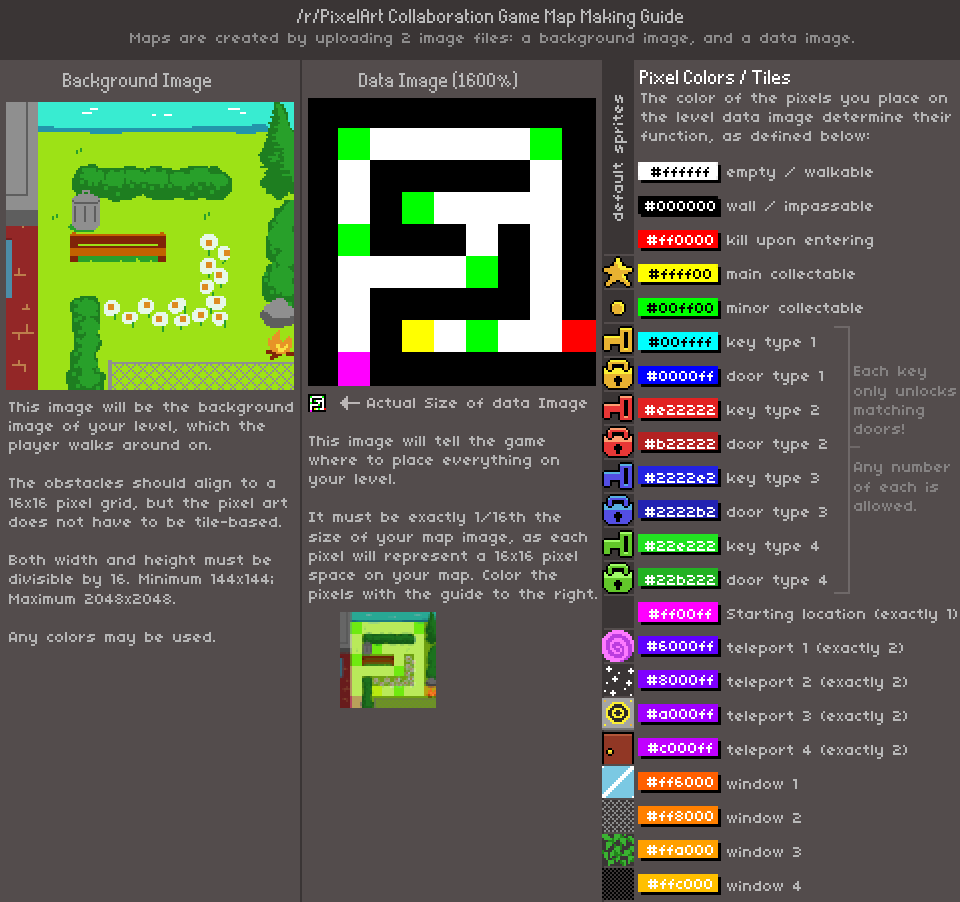 /r/PixelArt Collaboration Game Map Making Guide
Maps are created by uploading 2 image files: a background image, and a data image.
Background Image
This image will be the background
image of your level, which the
player walks around on.
The obstacles should align to a
16x16 pixel grid, but the pixel art
does not have to be tile-based.
Both width and height must be
divisible by 16. Minimum 144x144;
Maximum 2048x2048.
Any colors may be used.
Data Image (1600%)
Actual Size of data Image
This image will tell the game
where to place everything on
your level.
It must be exactly 1/16th the
size of your map image, as each
pixel will represent a 16x16 pixel
space on your map. Color the
pixels with the guide to the right.
default sprites
Pixel Colors / Tiles
The color of the pixels you place on
the level data image determine their
function, as defined below:
#ffffff empty / walkable
#000000 wall / impassable
#ff0000 kill upon entering
#ffff00 main collectable
#00ff00 minor collectable
#00ffff key type 1
#0000ff door type 1
#e22222 key type 2
#b22222 door type 2
#2222e2 key type 3
#2222b2 door type 3
#22e222 key type 4
#22b222 door type 4
Each key
only unlocks
matching
doors!
Any number
of each is
allowed.
#ff00ff Starting location (exactly 1)
#6000ff teleport 1 (exactly 2)
#8000ff teleport 2 (exactly 2)
#a000ff teleport 3 (exactly 2)
#c000ff teleport 4 (exactly 2)
#ff6000 window 1
#ff8000 window 2
#ffa000 window 3
#ffc000 window 4